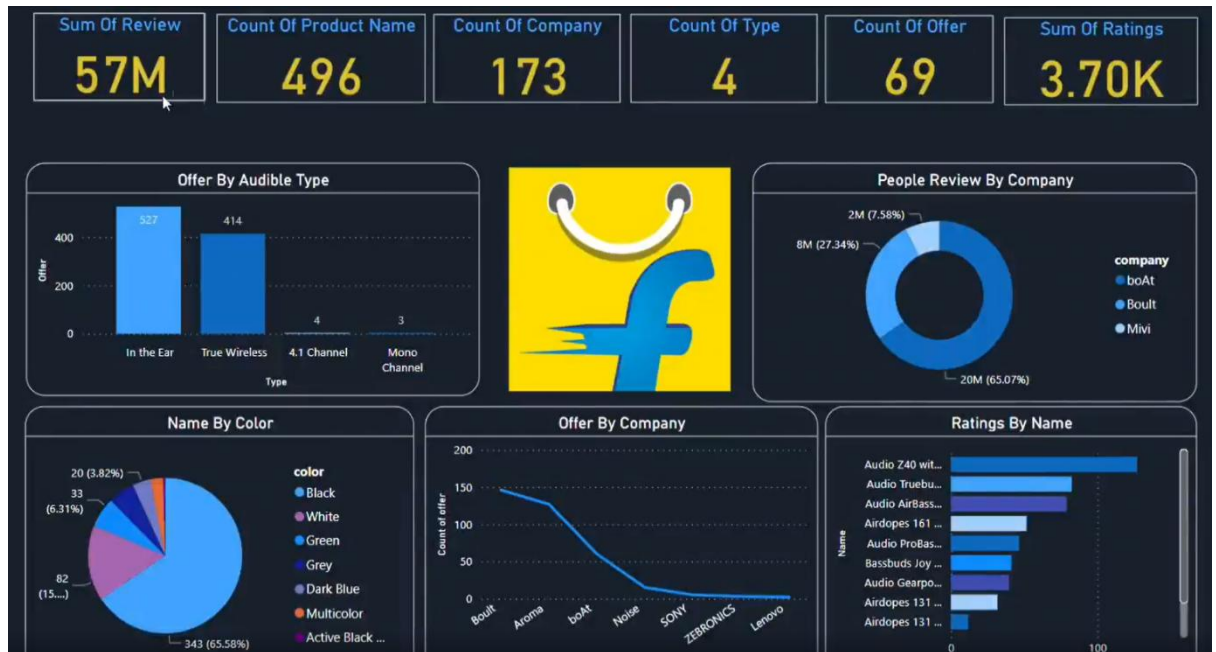 Sum Of Review
57M
Count Of Product Name
496
Count Of Company
173
Count Of Type
4
Count Of Offer
69
Sum Of Ratings
3.70K
Offer By Audible Type
Offer
400
200
0
527
414
4
3
In the Ear
True Wireless
4.1 Channel
Mono
Channel
Type
f
People Review By Company
2M (7.58%)
8M (27.34%)
20M (65.07%)
company
boAt
Boult
Mivi
Name By Color
20 (3.82%)
33
(6.31%)
82
(15....)
343 (65.58%)
color
Black
White
Green
Grey
Dark Blue
Multicolor
Active Black ...
Offer By Company
Count of offer
200
150
100
50
0
Boult
Aroma
boAt
Noise
SONY
ZEBRONICS
Lenovo
Ratings By Name
Name
Audio Z40 wit...
Audio Truebu...
Audio AirBass...
Airdopes 161 ...
Audio ProBas...
Bassbuds Joy ...
Audio Gearpo...
Airdopes 131 ...
Airdopes 131 ...
0
100